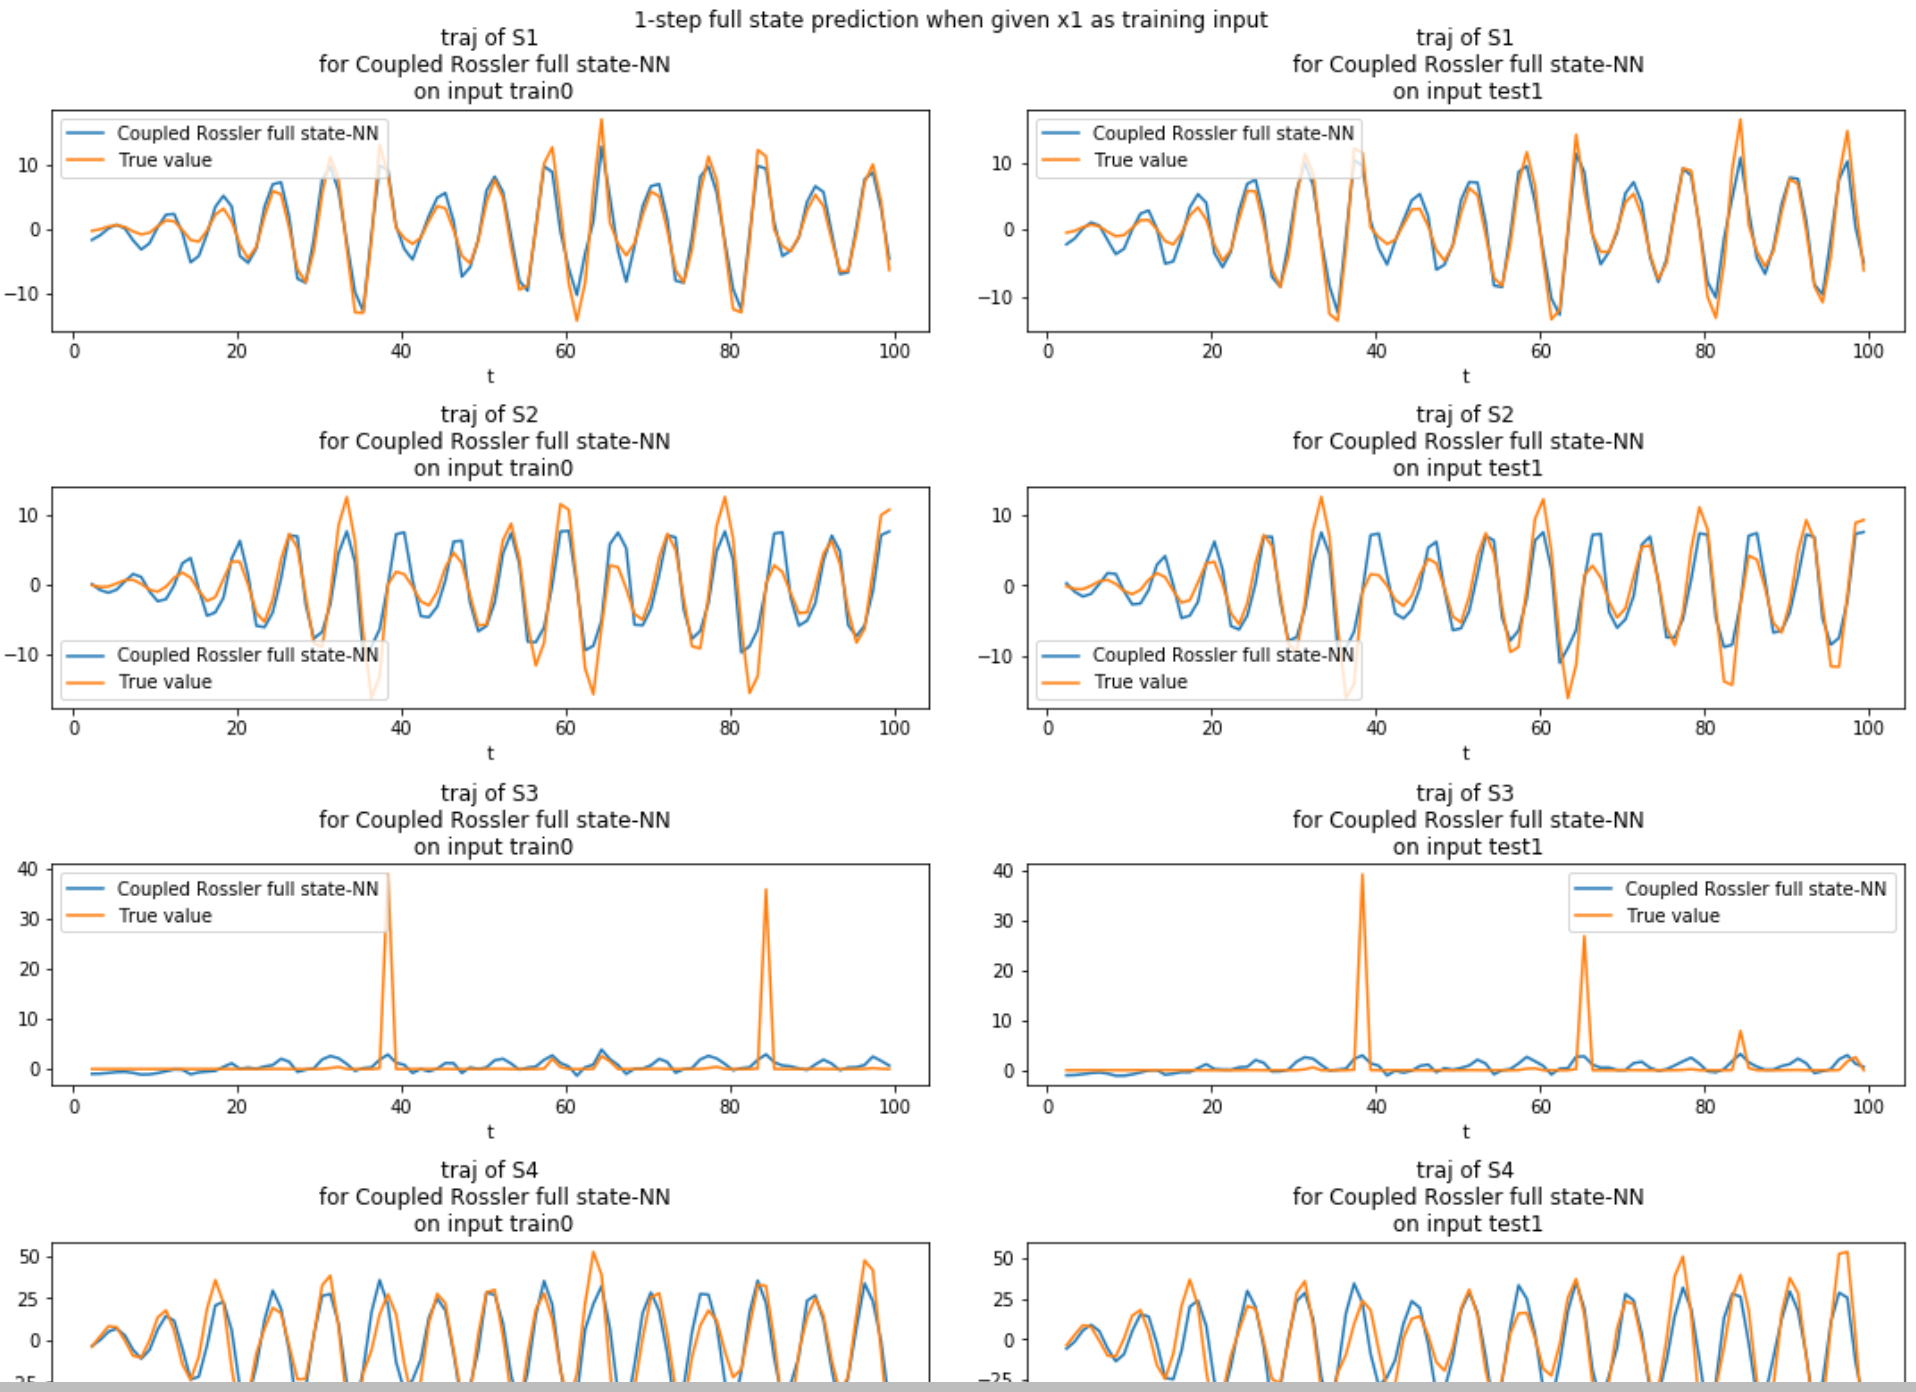 1-step full state prediction when given x1 as training input
traj of S1
for Coupled Rossler full state-NN
on input train0
Coupled Rossler full state-NN
True value
10
0
−10
0 20 40 60 80 100
t
traj of S1
for Coupled Rossler full state-NN
on input test1
Coupled Rossler full state-NN
True value
10
0
−10
0 20 40 60 80 100
t
traj of S2
for Coupled Rossler full state-NN
on input train0
10
0
−10
Coupled Rossler full state-NN
True value
0 20 40 60 80 100
t
traj of S2
for Coupled Rossler full state-NN
on input test1
10
0
−10
Coupled Rossler full state-NN
True value
0 20 40 60 80 100
t
traj of S3
for Coupled Rossler full state-NN
on input train0
40
Coupled Rossler full state-NN
True value
30
20
10
0
0 20 40 60 80 100
t
traj of S3
for Coupled Rossler full state-NN
on input test1
40
Coupled Rossler full state-NN
True value
30
20
10
0
0 20 40 60 80 100
t
traj of S4
for Coupled Rossler full state-NN
on input train0
50
25
0
traj of S4
for Coupled Rossler full state-NN
on input test1
50
25
0
−25